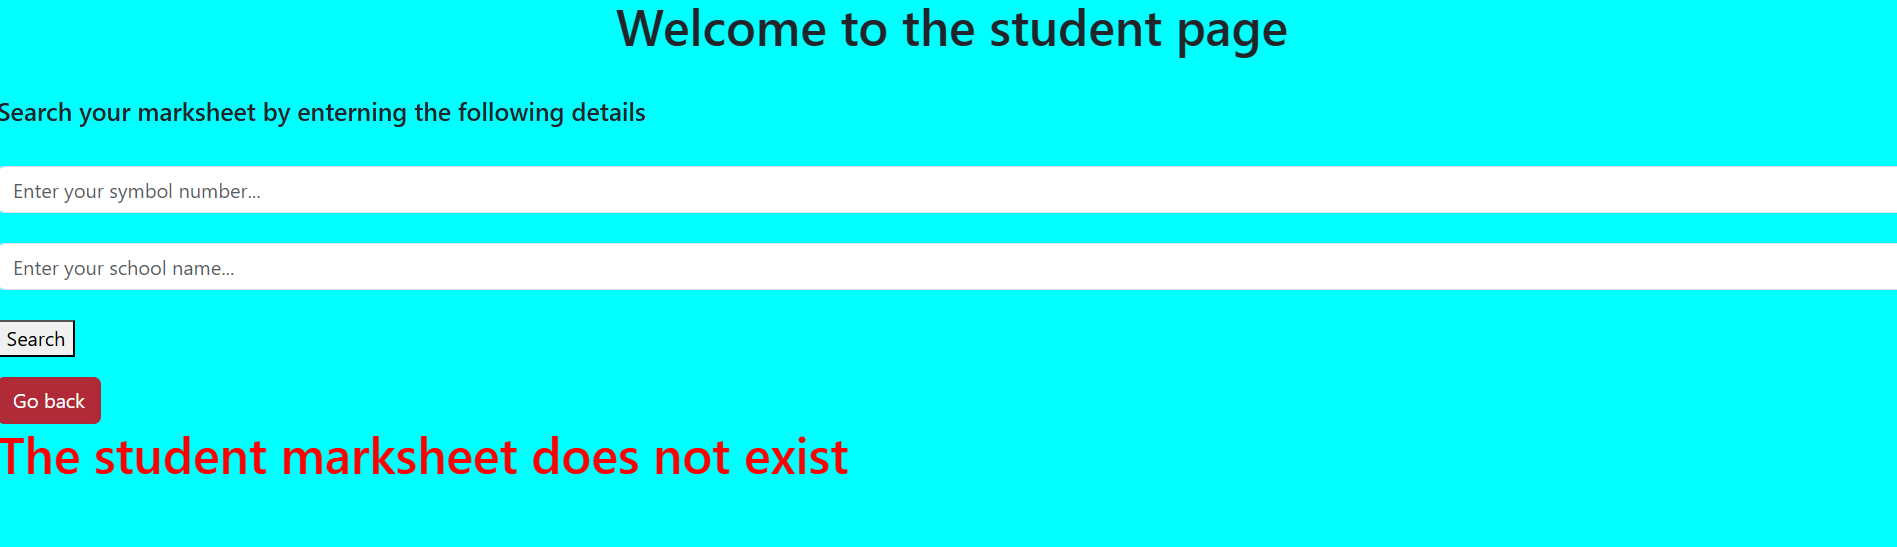 Welcome to the student page
Search your marksheet by enterning the following details
Enter your symbol number...
Enter your school name...
Search
Go back
The student marksheet does not exist